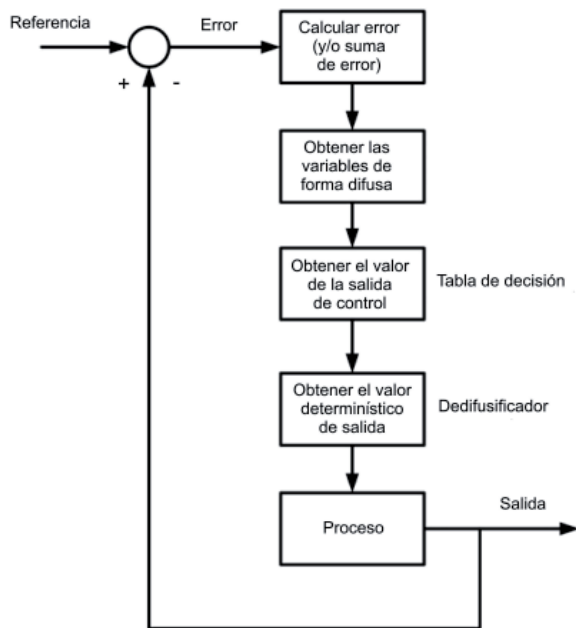 Referencia
Error
+
-
Calcular error
(y/o suma
de error)
Obtener las
variables de
forma difusa
Obtener el valor
de la salida
de control
Tabla de decisión
Obtener el valor
determinístico
de salida
Dedifusificador
Proceso
Salida